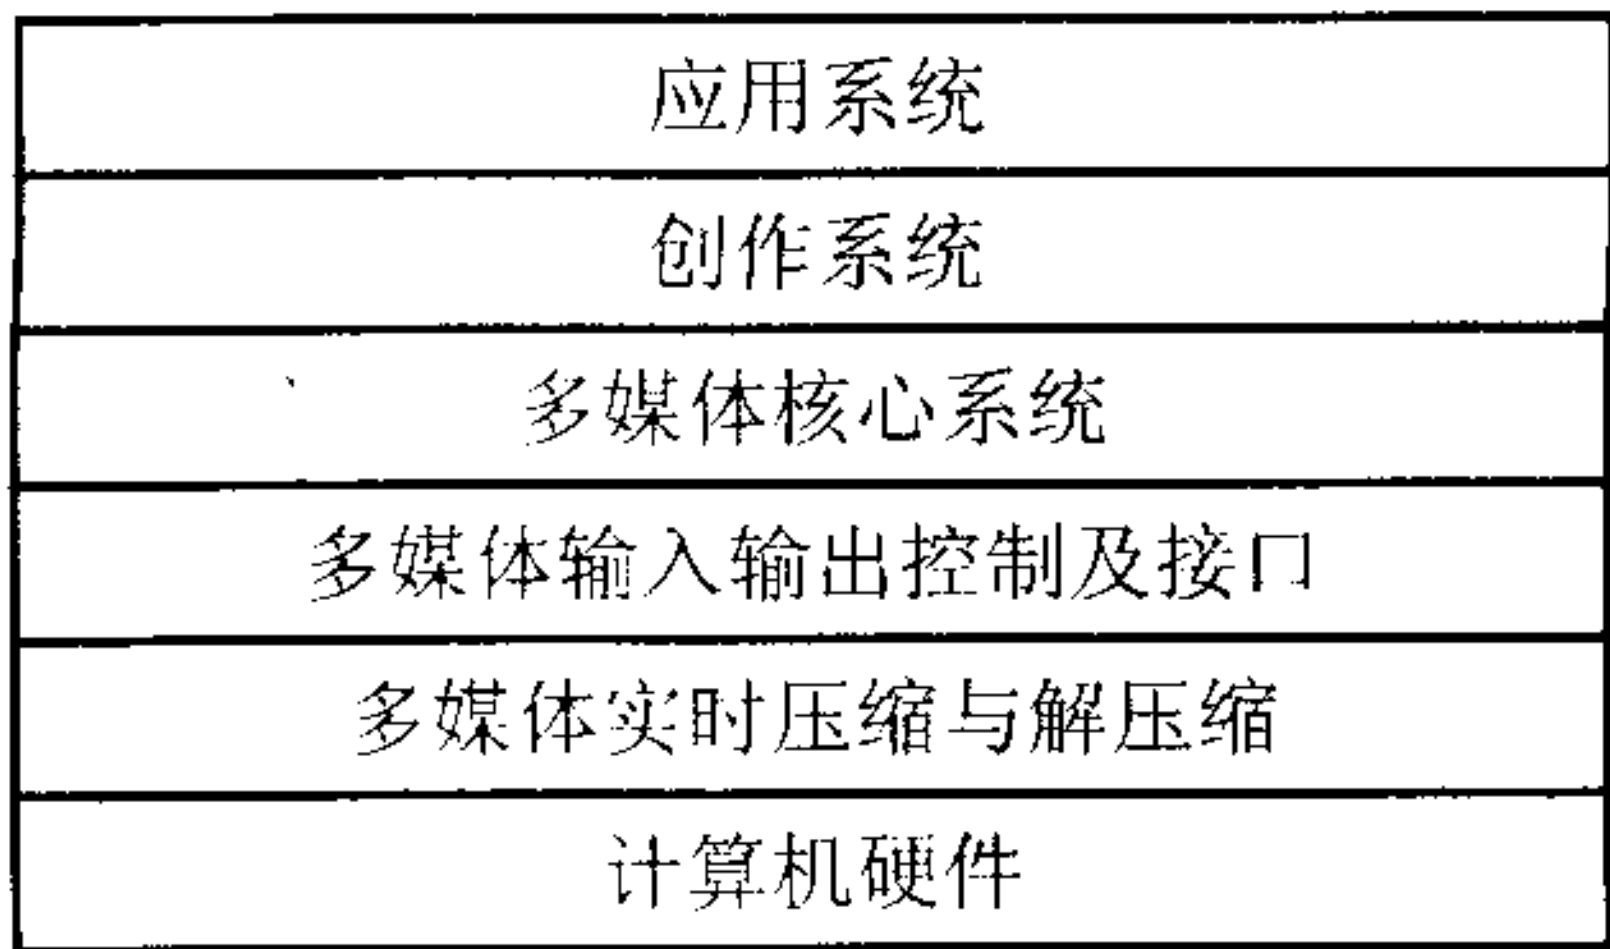 应用系统
创作系统
多媒体核心系统
多媒体输入输出控制及接口
多媒体实时压缩与解压缩
计算机硬件